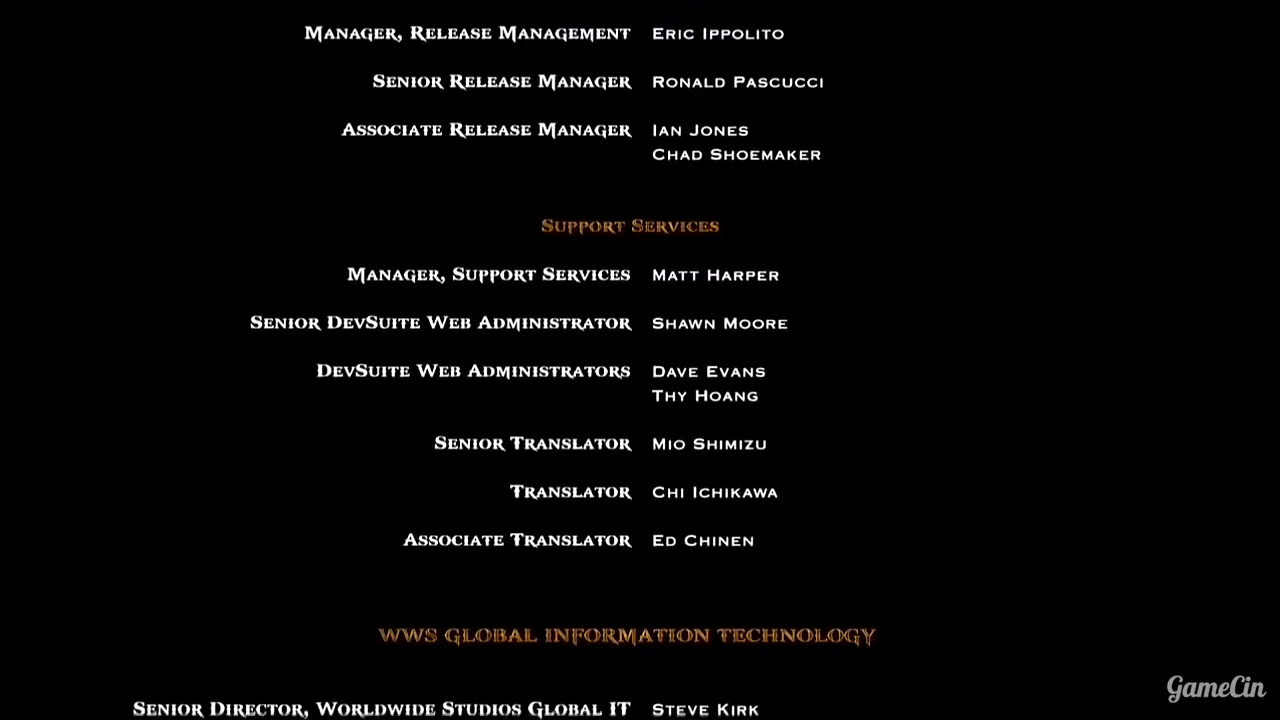 Manager, Release Management Eric Ippolito
Senior Release Manager Ronald Pascucci
Associate Release Manager Ian Jones
Chad Shoemaker
Support Services
Manager, Support Services Matt Harper
Senior DevSuite Web Administrator Shawn Moore
DevSuite Web Administrators Dave Evans
Thy Hoang
Senior Translator Mio Shimizu
Translator Chi Ichikawa
Associate Translator Ed Chinen
WWS Global Information Technology
Senior Director, Worldwide Studios Global IT Steve Kirk
GameCin